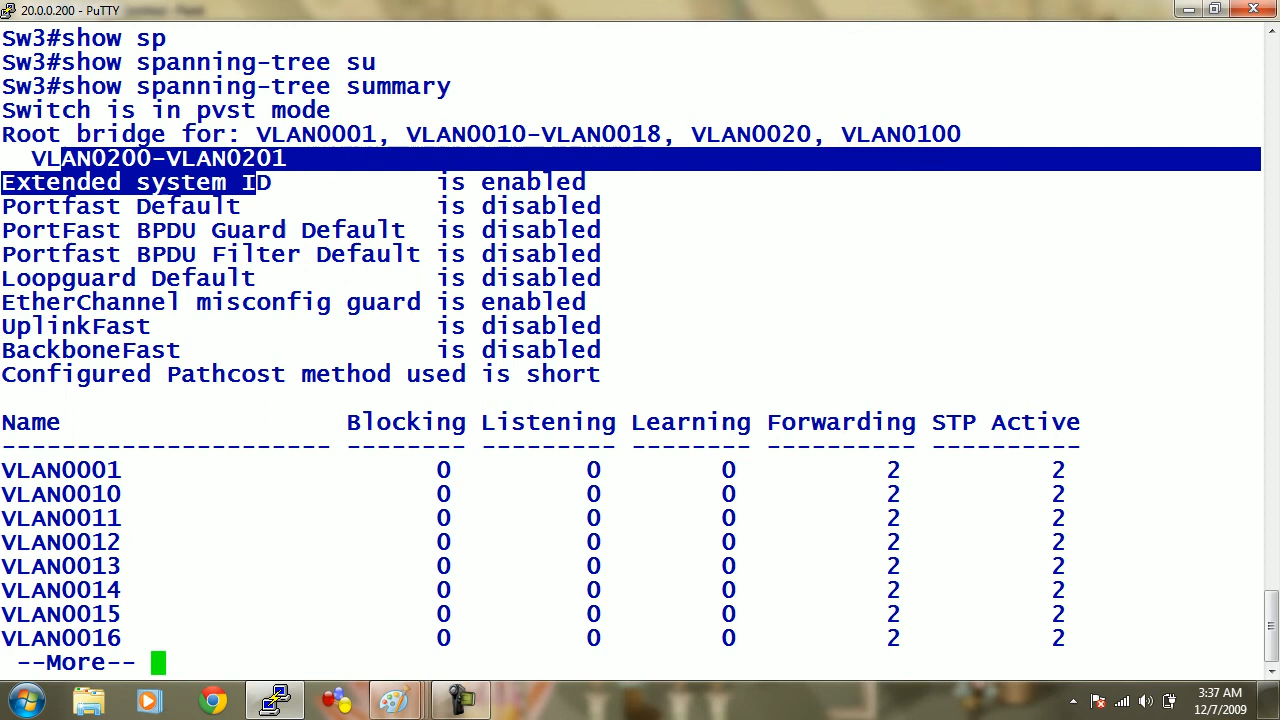 20.0.0.200 - PuTTY
Sw3#show sp
Sw3#show spanning-tree su
Sw3#show spanning-tree summary
Switch is in pvst mode
Root bridge for: VLAN0001, VLAN0010-VLAN0018, VLAN0020, VLAN0100
VLAN0200-VLAN0201
Extended system ID is enabled
Portfast Default is disabled
PortFast BPDU Guard Default is disabled
Portfast BPDU Filter Default is disabled
Loopguard Default is disabled
EtherChannel misconfig guard is enabled
UplinkFast is disabled
BackboneFast is disabled
Configured Pathcost method used is short
Name Blocking Listening Learning Forwarding STP Active
---------------------- -------- --------- -------- ---------- ----------
VLAN0001 0 0 0 2 2
VLAN0010 0 0 0 2 2
VLAN0011 0 0 0 2 2
VLAN0012 0 0 0 2 2
VLAN0013 0 0 0 2 2
VLAN0014 0 0 0 2 2
VLAN0015 0 0 0 2 2
VLAN0016 0 0 0 2 2
--More--
3:37 AM
12/7/2009